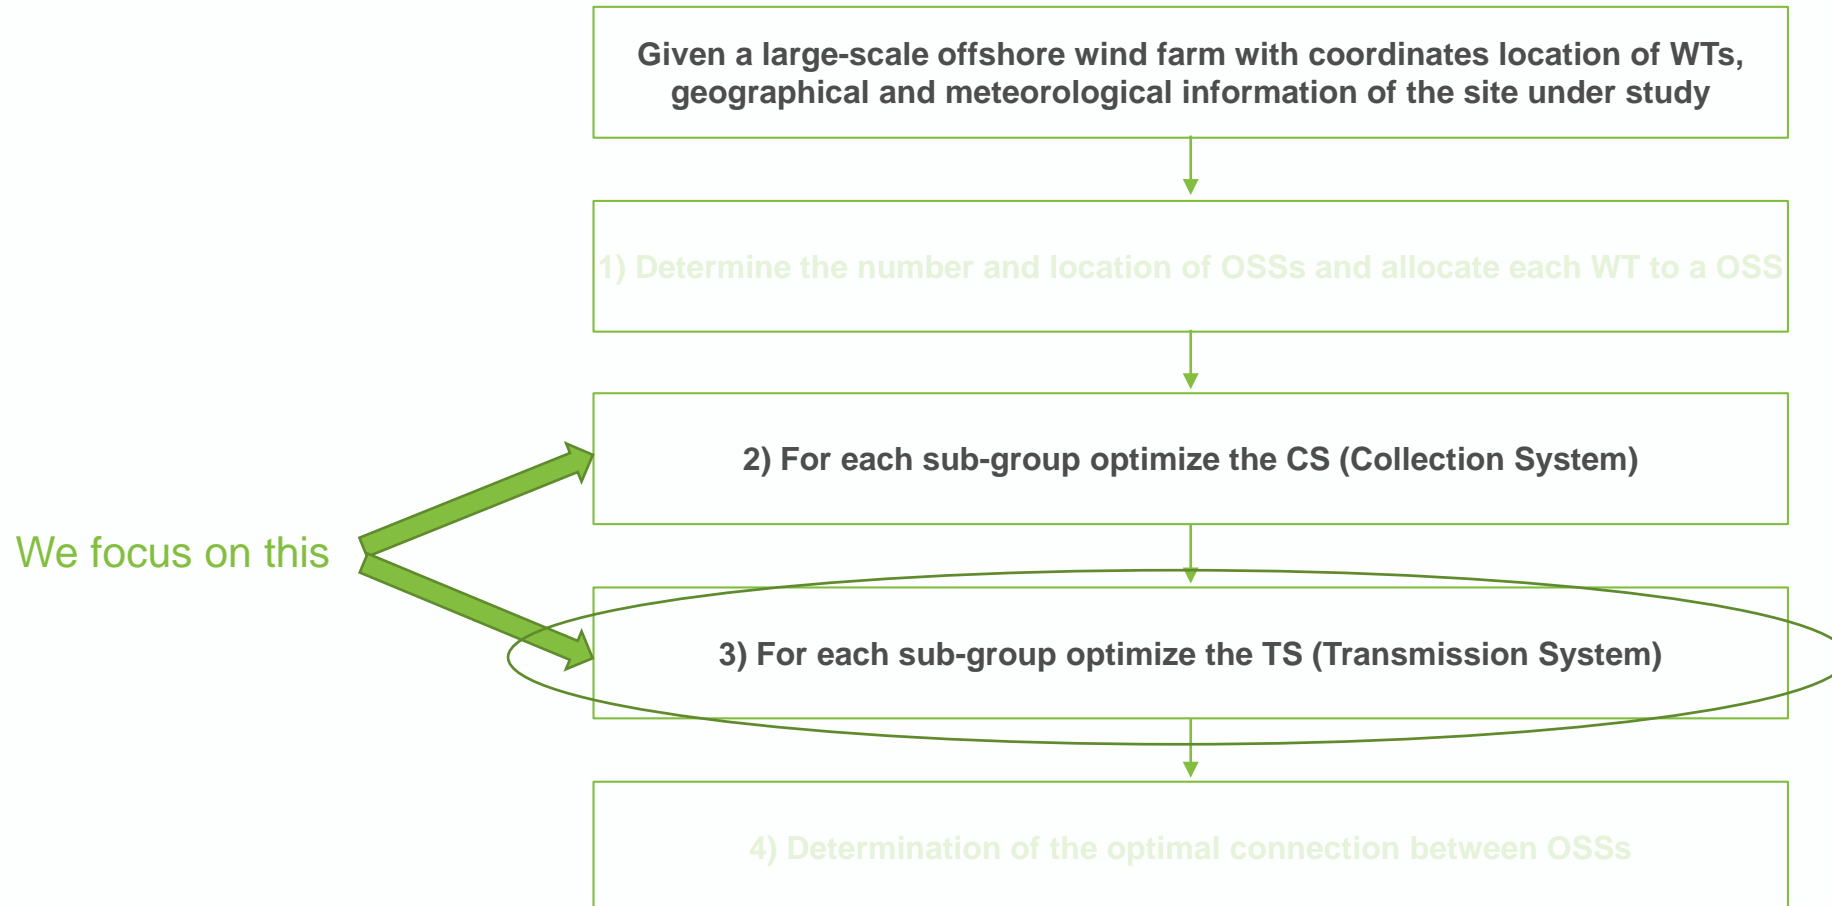 Given a large-scale offshore wind farm with coordinates location of WTs,
geographical and meteorological information of the site under study
1) Determine the number and location of OSSs and allocate each WT to a OSS
2) For each sub-group optimize the CS (Collection System)
We focus on this
3) For each sub-group optimize the TS (Transmission System)
4) Determination of the optimal connection between OSSs